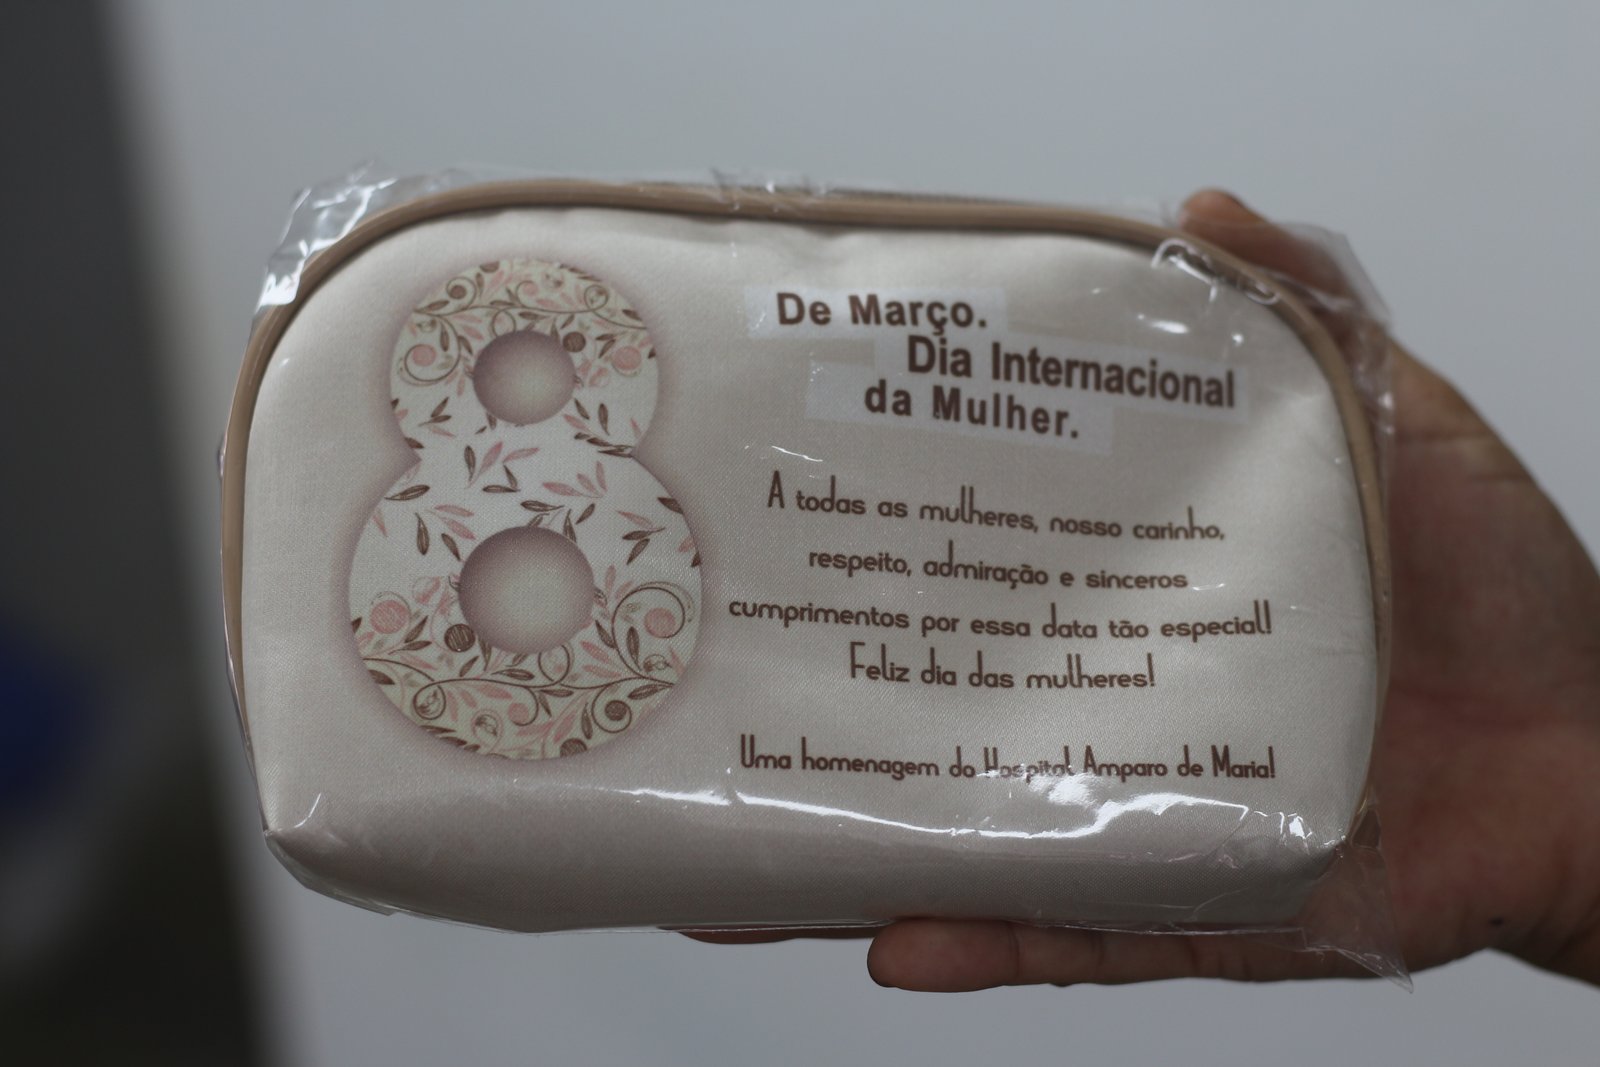 8
De Março.
Dia Internacional
da Mulher.
A todas as mulheres, nosso carinho,
respeito, admiração e sinceros
cumprimentos por essa data tão especial!
Feliz dia das mulheres!
Uma homenagem do Hospital Amparo de Maria!